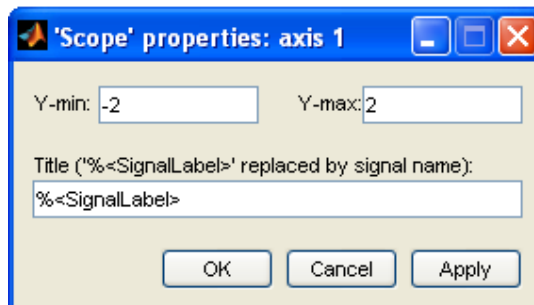 'Scope' properties: axis 1
Y-min: -2 Y-max: 2
Title ('%<SignalLabel>' replaced by signal name):
%<SignalLabel>
OK Cancel Apply